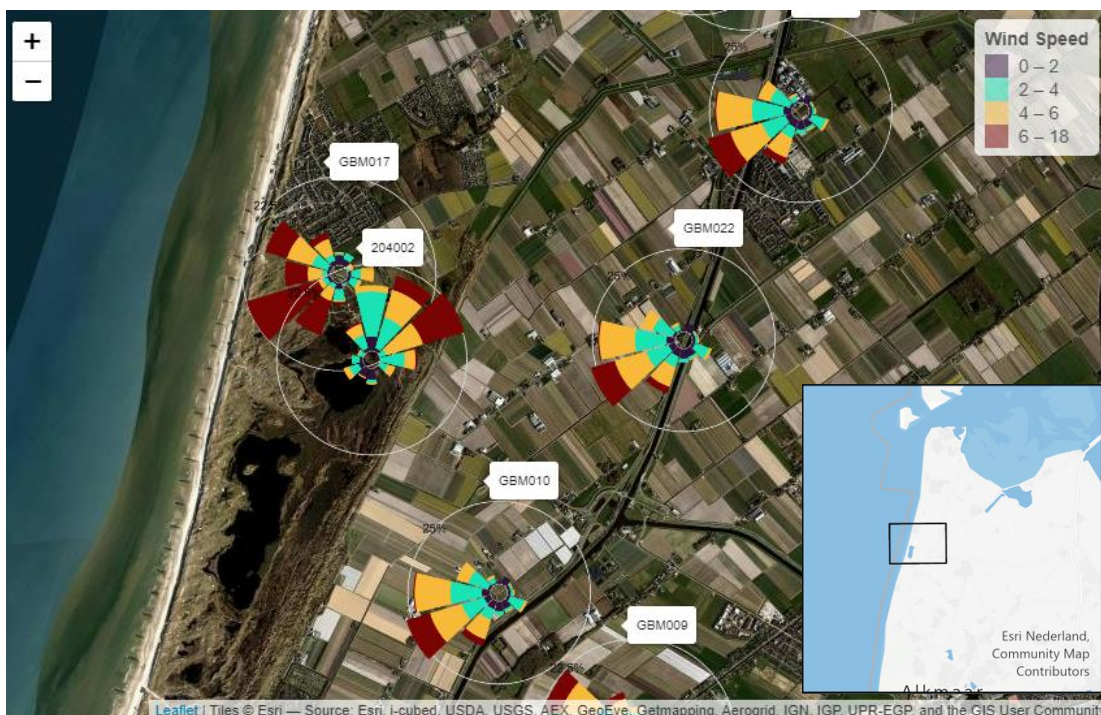 +
−
25%
Wind Speed
0 – 2
2 – 4
4 – 6
6 – 18
GBM017
204002
GBM022
25%
GBM010
25%
GBM009
22.5%
Esri Nederland,
Community Map
Contributors
Alkmaar
Leaflet | Tiles © Esri — Source: Esri, i-cubed, USDA, USGS, AEX, GeoEye, Getmapping, Aerogrid, IGN, IGP, UPR-EGP, and the GIS User Community